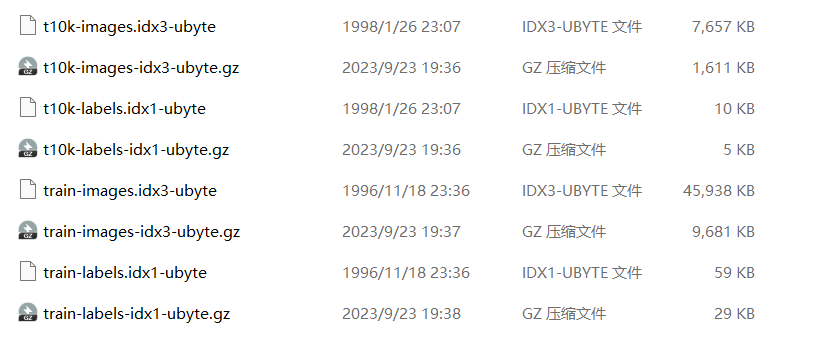 t10k-images.idx3-ubyte 1998/1/26 23:07 IDX3-UBYTE 文件 7,657 KB
GZ t10k-images-idx3-ubyte.gz 2023/9/23 19:36 GZ 压缩文件 1,611 KB
t10k-labels.idx1-ubyte 1998/1/26 23:07 IDX1-UBYTE 文件 10 KB
GZ t10k-labels-idx1-ubyte.gz 2023/9/23 19:36 GZ 压缩文件 5 KB
train-images.idx3-ubyte 1996/11/18 23:36 IDX3-UBYTE 文件 45,938 KB
GZ train-images-idx3-ubyte.gz 2023/9/23 19:37 GZ 压缩文件 9,681 KB
train-labels.idx1-ubyte 1996/11/18 23:36 IDX1-UBYTE 文件 59 KB
GZ train-labels-idx1-ubyte.gz 2023/9/23 19:38 GZ 压缩文件 29 KB